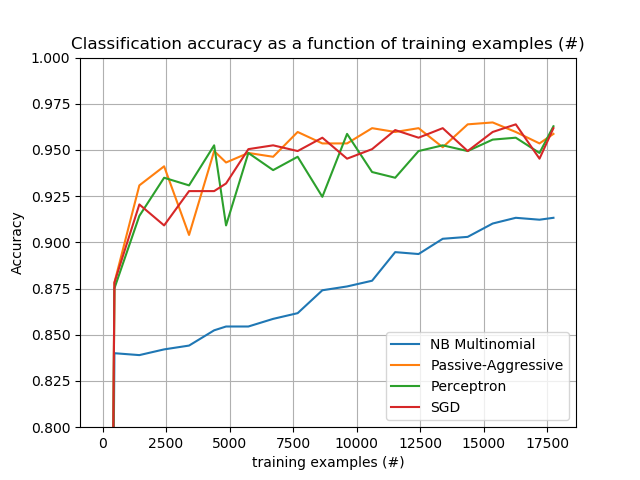 Classification accuracy as a function of training examples (#)
1.000
0.975
0.950
0.925
0.900
0.875
0.850
0.825
0.800
Accuracy
NB Multinomial
Passive-Aggressive
Perceptron
SGD
0 2500 5000 7500 10000 12500 15000 17500
training examples (#)